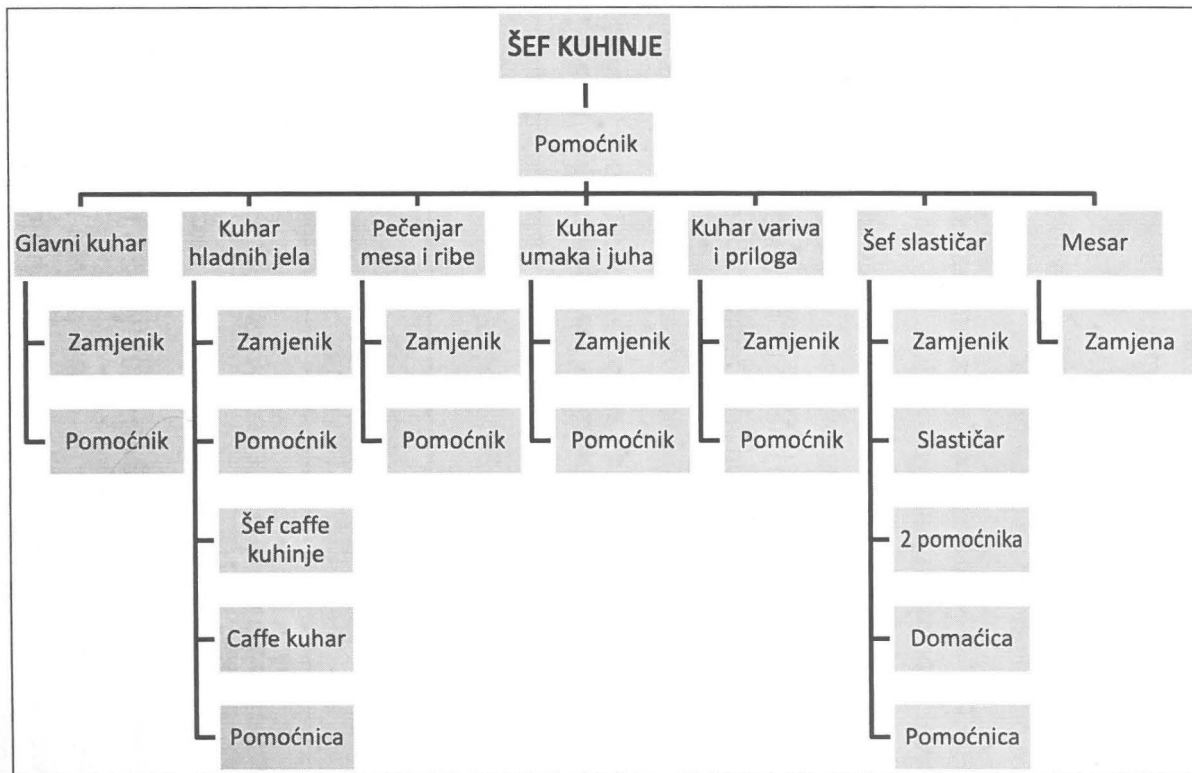 ŠEF KUHINJE
Pomoćnik
Glavni kuhar
Zamjenik
Pomoćnik
Kuhar
hladnih jela
Zamjenik
Pomoćnik
Šef caffe
kuhinje
Caffe kuhar
Pomoćnica
Pečenjar
mesa i ribe
Zamjenik
Pomoćnik
Kuhar
umaka i juha
Zamjenik
Pomoćnik
Kuhar variva
i priloga
Zamjenik
Pomoćnik
Šef slastičar
Zamjenik
Slastičar
2 pomoćnika
Domaćica
Pomoćnica
Mesar
Zamjena